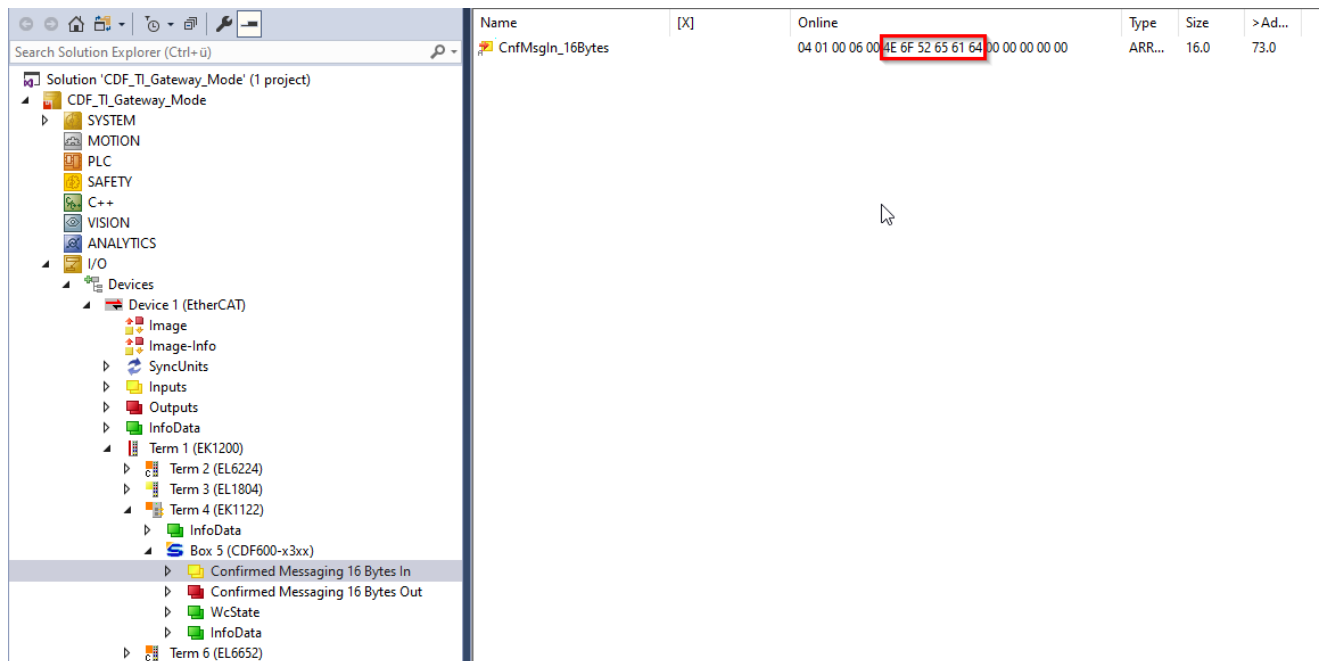 Search Solution Explorer (Ctrl+ü)
Solution 'CDF_TI_Gateway_Mode' (1 project)
CDF_TI_Gateway_Mode
SYSTEM
MOTION
PLC
SAFETY
C++
VISION
ANALYTICS
I/O
Devices
Device 1 (EtherCAT)
Image
Image-Info
SyncUnits
Inputs
Outputs
InfoData
Term 1 (EK1200)
Term 2 (EL6224)
Term 3 (EL1804)
Term 4 (EK1122)
InfoData
Box 5 (CDF600-x3xx)
Confirmed Messaging 16 Bytes In
Confirmed Messaging 16 Bytes Out
WcState
InfoData
Term 6 (EL6652)
Name [X] Online Type Size >Ad...
CnfMsgIn_16Bytes 04 01 00 06 00 4E 6F 52 65 61 64 00 00 00 00 00 ARR... 16.0 73.0